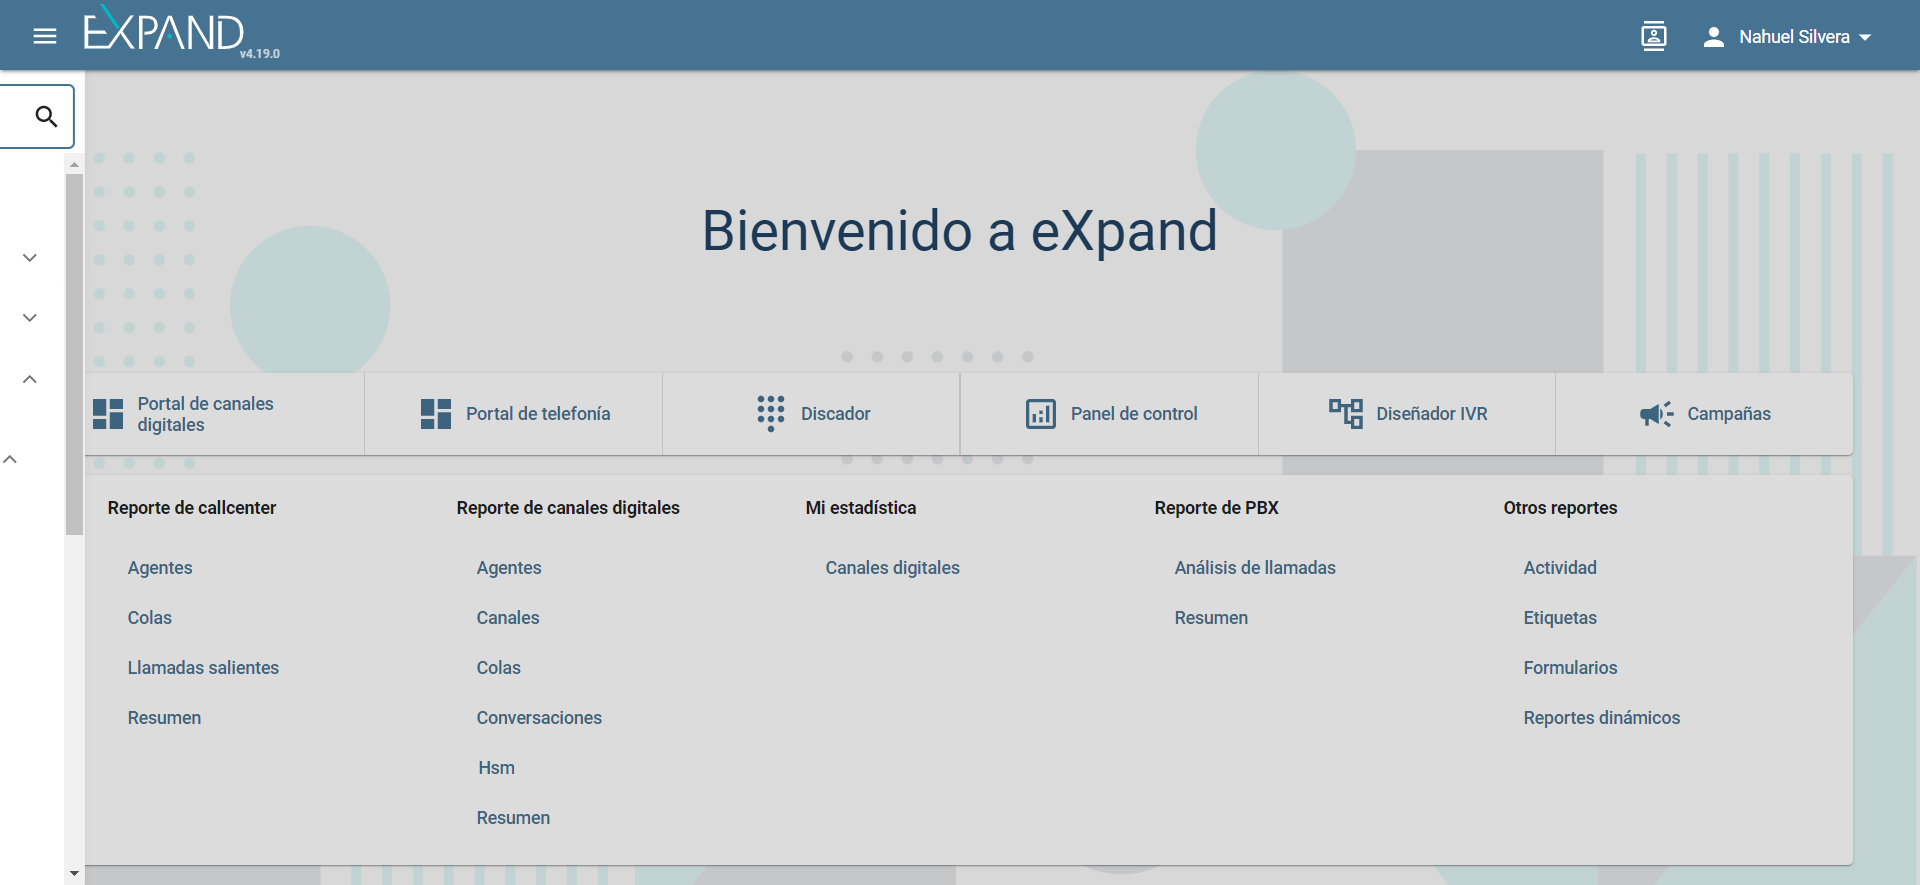 EXPAND
v4.19.0
Nahuel Silvera
Bienvenido a eXpand
Portal de canales
digitales
Portal de telefonía
Discador
Panel de control
Diseñador IVR
Campañas
Reporte de callcenter
Agentes
Colas
Llamadas salientes
Resumen
Reporte de canales digitales
Agentes
Canales
Colas
Conversaciones
Hsm
Resumen
Mi estadística
Canales digitales
Reporte de PBX
Análisis de llamadas
Resumen
Otros reportes
Actividad
Etiquetas
Formularios
Reportes dinámicos